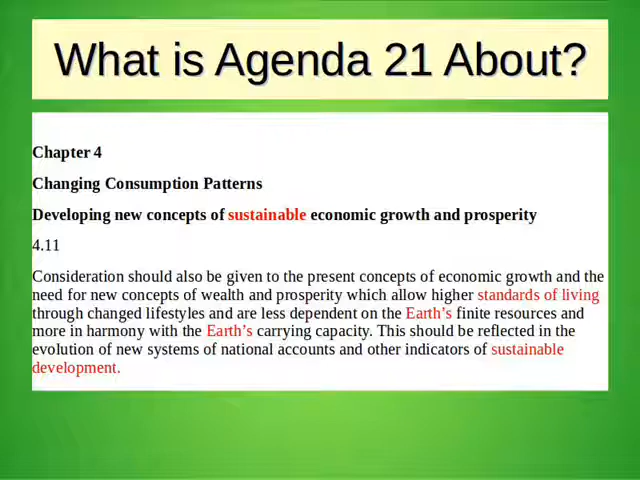 What is Agenda 21 About?
Chapter 4
Changing Consumption Patterns
Developing new concepts of sustainable economic growth and prosperity
4.11
Consideration should also be given to the present concepts of economic growth and the
need for new concepts of wealth and prosperity which allow higher standards of living
through changed lifestyles and are less dependent on the Earth’s finite resources and
more in harmony with the Earth’s carrying capacity. This should be reflected in the
evolution of new systems of national accounts and other indicators of sustainable
development.